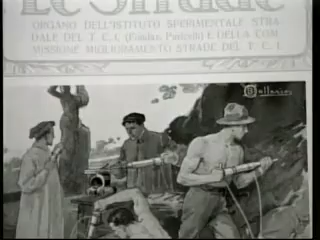 Le Strade
ORGANO DELL'ISTITUTO SPERIMENTALE STRA-
DALE DEL T. C. I. (Fondaz. Puricelli) E DELLA COM-
MISSIONE MIGLIORAMENTO STRADE DEL T. C. I.